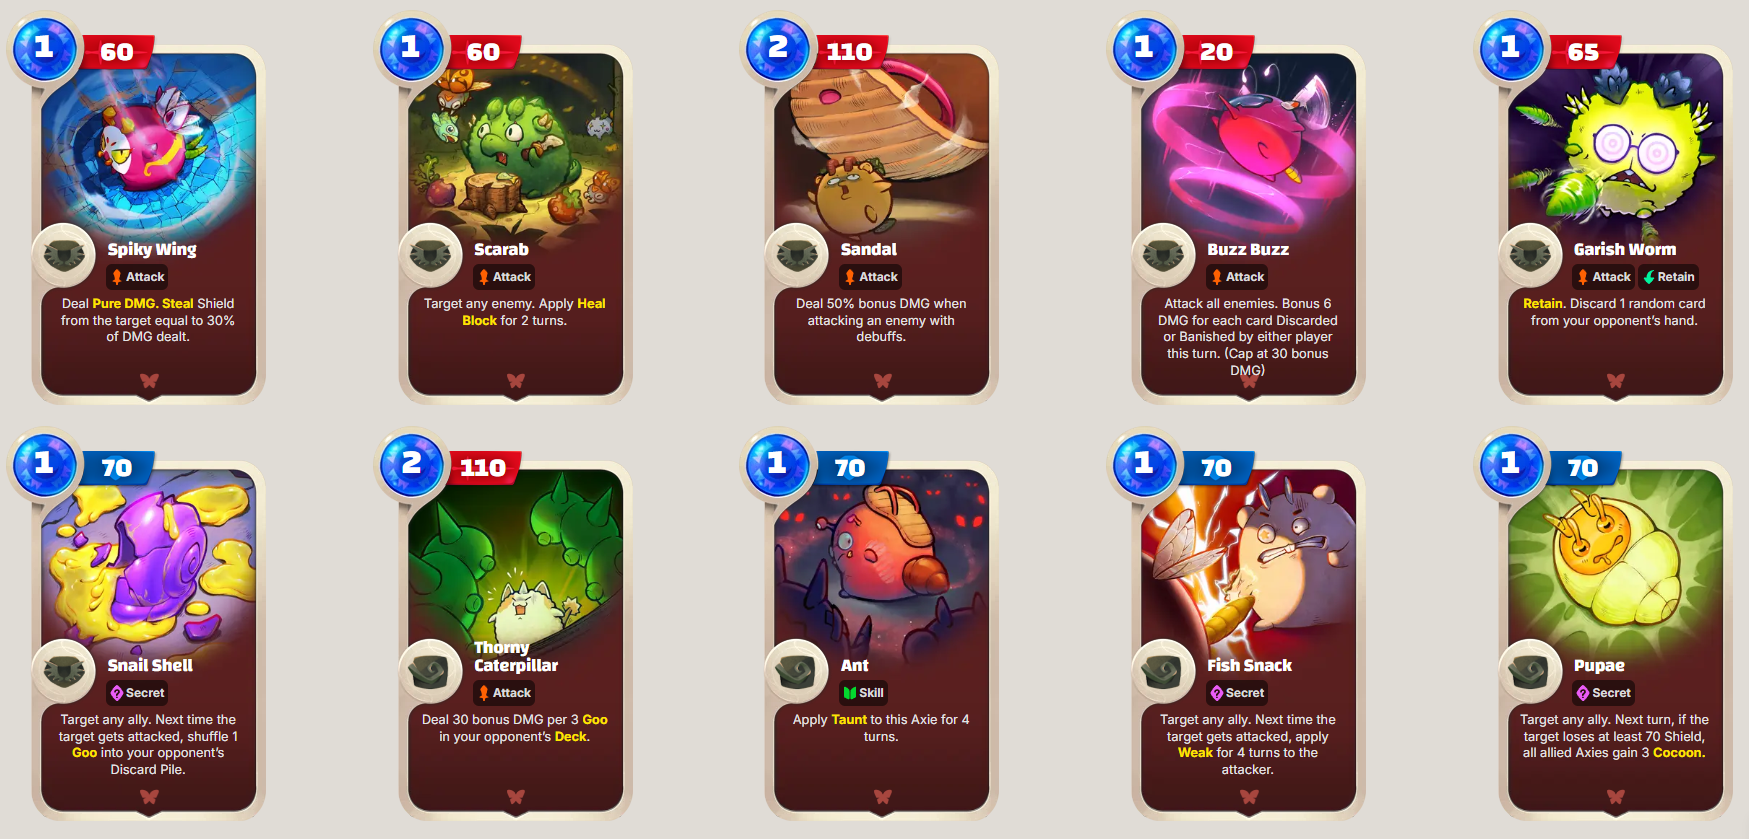 1
60
Spiky Wing
Attack
Deal Pure DMG. Steal Shield
from the target equal to 30%
of DMG dealt.
1
60
Scarab
Attack
Target any enemy. Apply Heal
Block for 2 turns.
2
110
Sandal
Attack
Deal 50% bonus DMG when
attacking an enemy with
debuffs.
1
20
Buzz Buzz
Attack
Attack all enemies. Bonus 6
DMG for each card Discarded
or Banished by either player
this turn. (Cap at 30 bonus
DMG)
1
65
Garish Worm
Attack Retain
Retain. Discard 1 random card
from your opponent's hand.
1
70
Snail Shell
Secret
Target any ally. Next time the
target gets attacked, shuffle 1
Goo into your opponent's
Discard Pile.
2
110
Thorny
Caterpillar
Attack
Deal 30 bonus DMG per 3 Goo
in your opponent's Deck.
1
70
Ant
Skill
Apply Taunt to this Axie for 4
turns.
1
70
Fish Snack
Secret
Target any ally. Next time the
target gets attacked, apply
Weak for 4 turns to the
attacker.
1
70
Pupae
Secret
Target any ally. Next turn, if the
target loses at least 70 Shield,
all allied Axies gain 3 Cocoon.